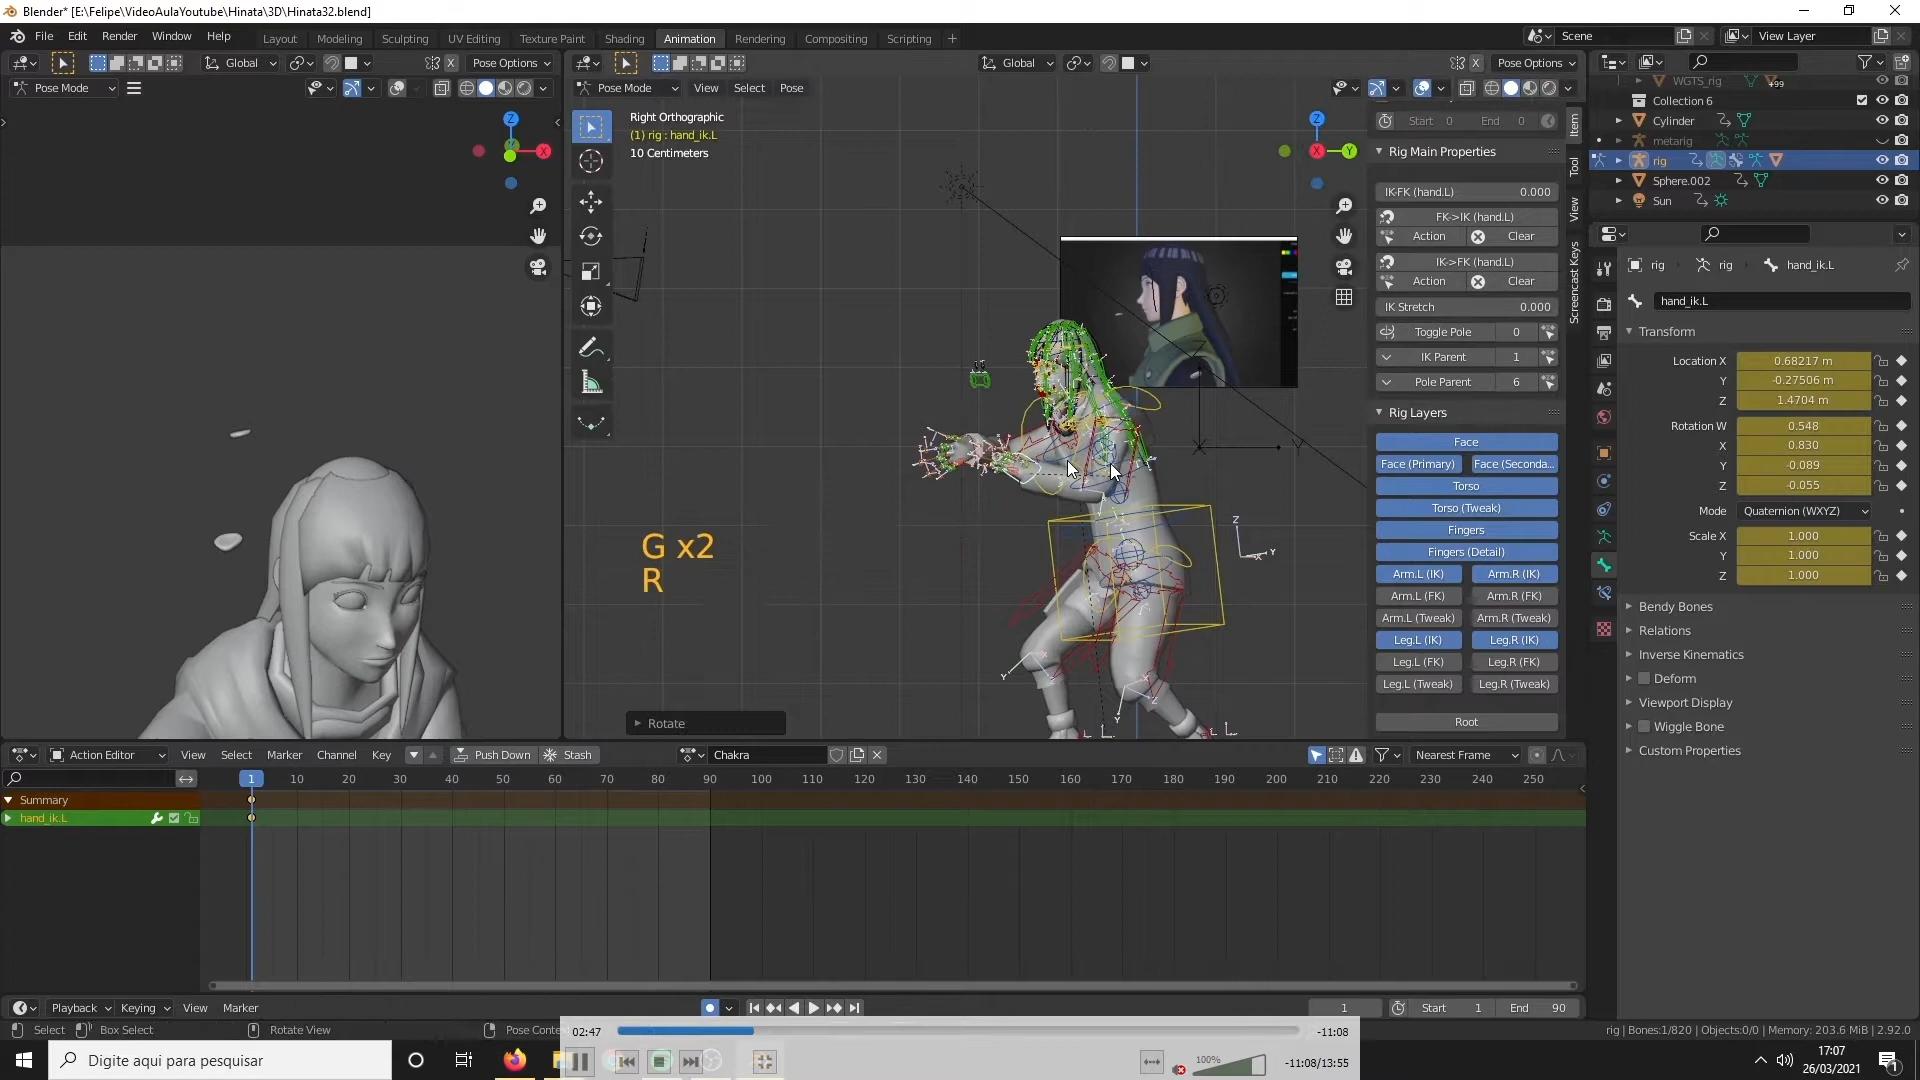 Blender* [E:\Felipe\VideoAulaYoutube\Hinata\3D\Hinata32.blend]
File Edit Render Window Help Layout Modeling Sculpting UV Editing Texture Paint Shading Animation Rendering Compositing Scripting + Scene View Layer
Global Pose Options Global X Pose Options
Pose Mode Pose Mode View Select Pose
Right Orthographic
(1) rig : hand_ik.L
10 Centimeters
Z
X
Z
X Y
G x2
R
Rotate
Start 0 End 0
Rig Main Properties
IK-FK (hand.L) 0.000
FK->IK (hand.L)
Action Clear
IK->FK (hand.L)
Action Clear
IK Stretch 0.000
Toggle Pole 0
IK Parent 1
Pole Parent 6
Rig Layers
Face
Face (Primary) Face (Seconda...
Torso
Torso (Tweak)
Fingers
Fingers (Detail)
Arm.L (IK) Arm.R (IK)
Arm.L (FK) Arm.R (FK)
Arm.L (Tweak) Arm.R (Tweak)
Leg.L (IK) Leg.R (IK)
Leg.L (FK) Leg.R (FK)
Leg.L (Tweak) Leg.R (Tweak)
Root
Item
Tool
View
Screencast Keys
WGTS_rig +99
Collection 6
Cylinder
metarig
rig
Sphere.002
Sun
rig rig hand_ik.L
hand_ik.L
Transform
Location X 0.68217 m
Y -0.27506 m
Z 1.4704 m
Rotation W 0.548
X 0.830
Y -0.089
Z -0.055
Mode Quaternion (WXYZ)
Scale X 1.000
Y 1.000
Z 1.000
Bendy Bones
Relations
Inverse Kinematics
Deform
Viewport Display
Wiggle Bone
Custom Properties
Action Editor View Select Marker Channel Key Push Down Stash Chakra Nearest Frame
1 10 20 30 40 50 60 70 80 90 100 110 120 130 140 150 160 170 180 190 200 210 220 230 240 250
Summary
hand_ik.L
Playback Keying View Marker 1 Start 1 End 90
Select Box Select Rotate View Pose Conte
rig | Bones:1/820 | Objects:0/0 | Memory: 203.6 MiB | 2.92.0
02:47 -11:08
Digite aqui para pesquisar
100%
-11:08/13:55
17:07
26/03/2021
1